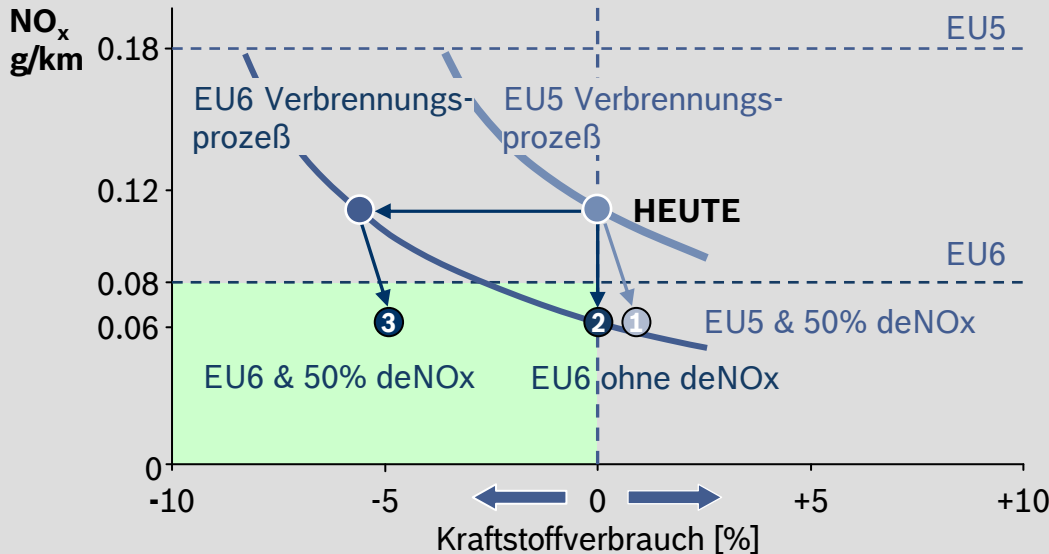 NOx
g/km
0.18
EU5
EU6 Verbrennungs-
prozeß
EU5 Verbrennungs-
prozeß
0.12
HEUTE
EU6
0.08
0.06
3
2
1
EU5 & 50% deNOx
EU6 & 50% deNOx
EU6 ohne deNOx
0
-10
-5
0
+5
+10
Kraftstoffverbrauch [%]